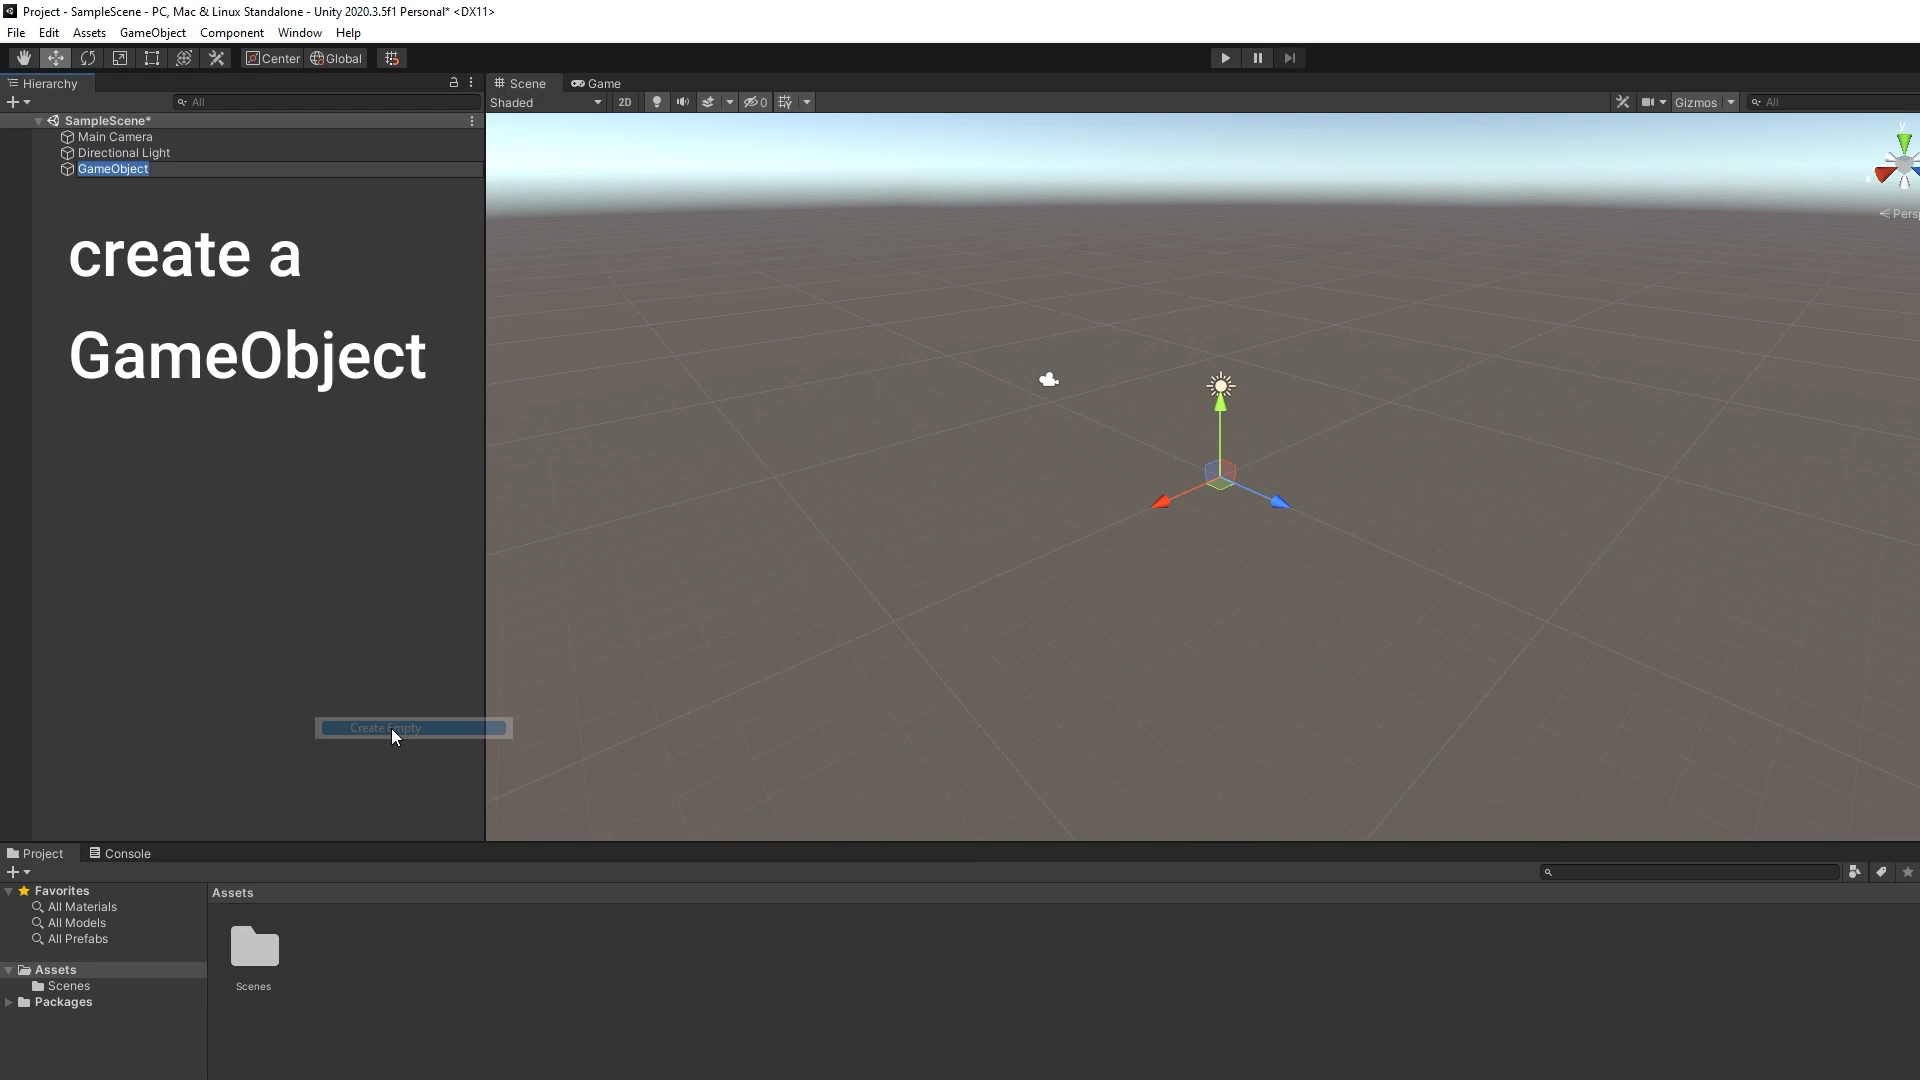 Project - SampleScene - PC, Mac & Linux Standalone - Unity 2020.3.5f1 Personal* <DX11>
File Edit Assets GameObject Component Window Help
Center Global
Hierarchy
All
SampleScene*
Main Camera
Directional Light
GameObject
create a
GameObject
Create Empty
Scene Game
Shaded 2D 0 Gizmos All
y
x
Persp
Project Console
Favorites
All Materials
All Models
All Prefabs
Assets
Scenes
Packages
Assets
Scenes